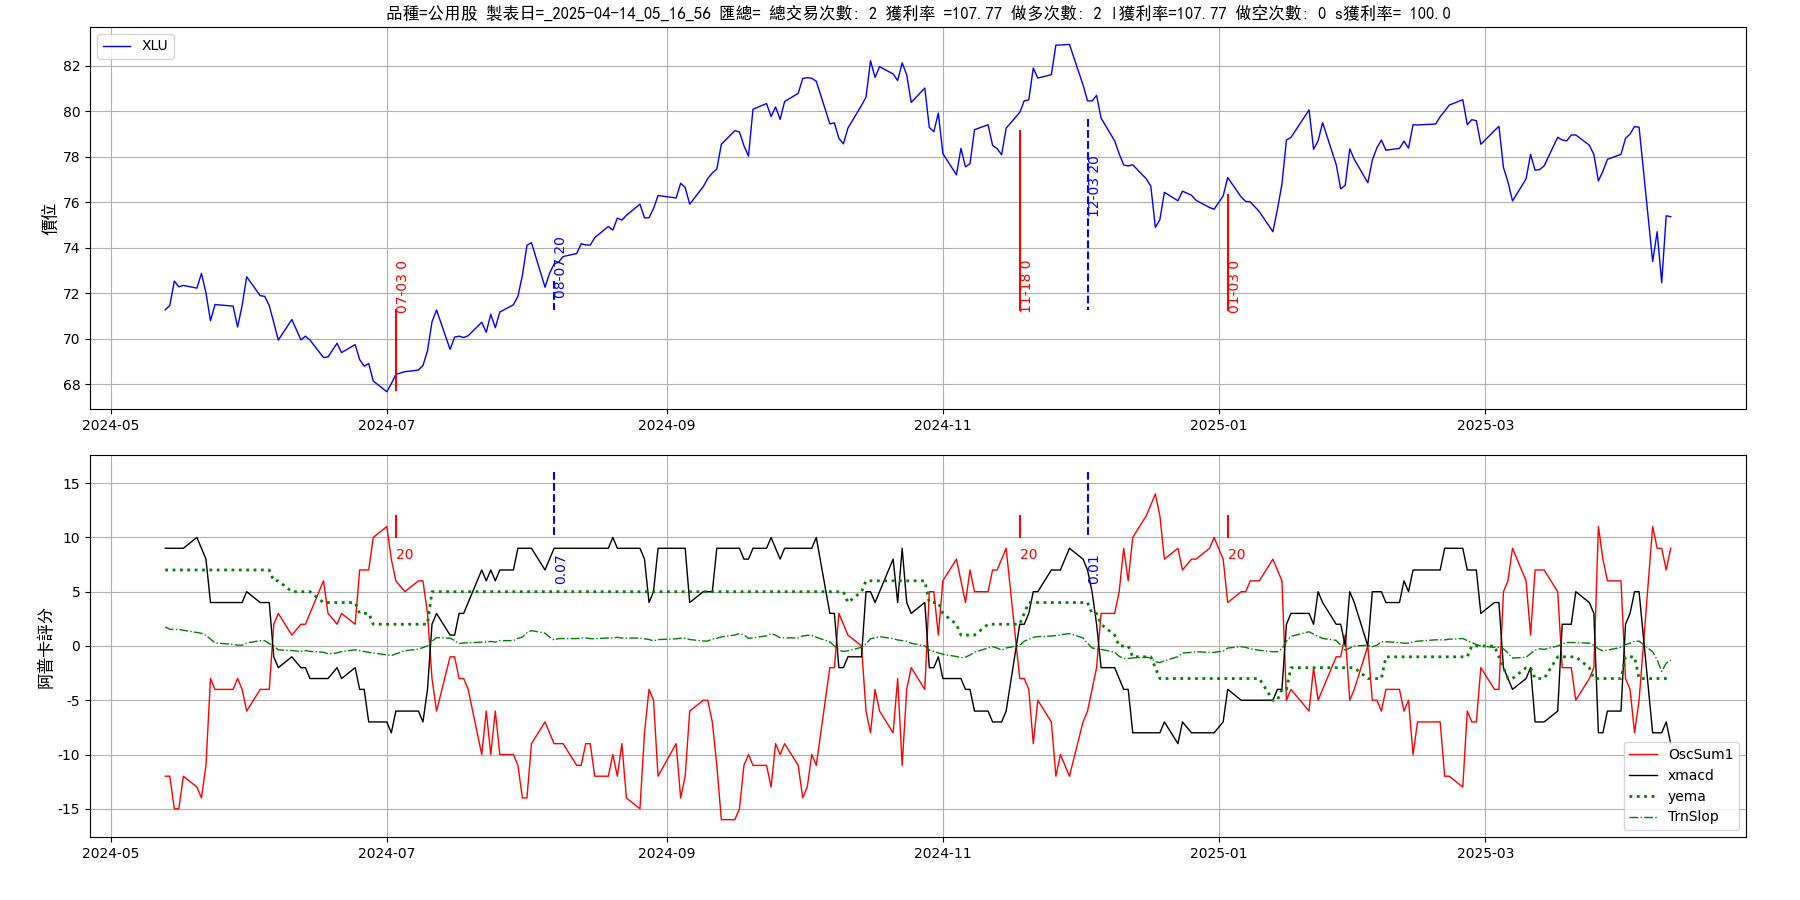 品種=公用股 製表日=_2025-04-14_05_16_56 匯總= 總交易次數: 2 獲利率 =107.77 做多次數: 2 l獲利率=107.77 做空次數: 0 s獲利率= 100.0
XLU
價位
82
80
78
76
74
72
70
68
07-03 0
08-07 20
11-18 0
12-03 20
01-03 0
2024-05 2024-07 2024-09 2024-11 2025-01 2025-03
阿普卡評分
15
10
5
0
-5
-10
-15
20
0.07
20
0.01
20
OscSum1
xmacd
yema
TrnSlop
2024-05 2024-07 2024-09 2024-11 2025-01 2025-03